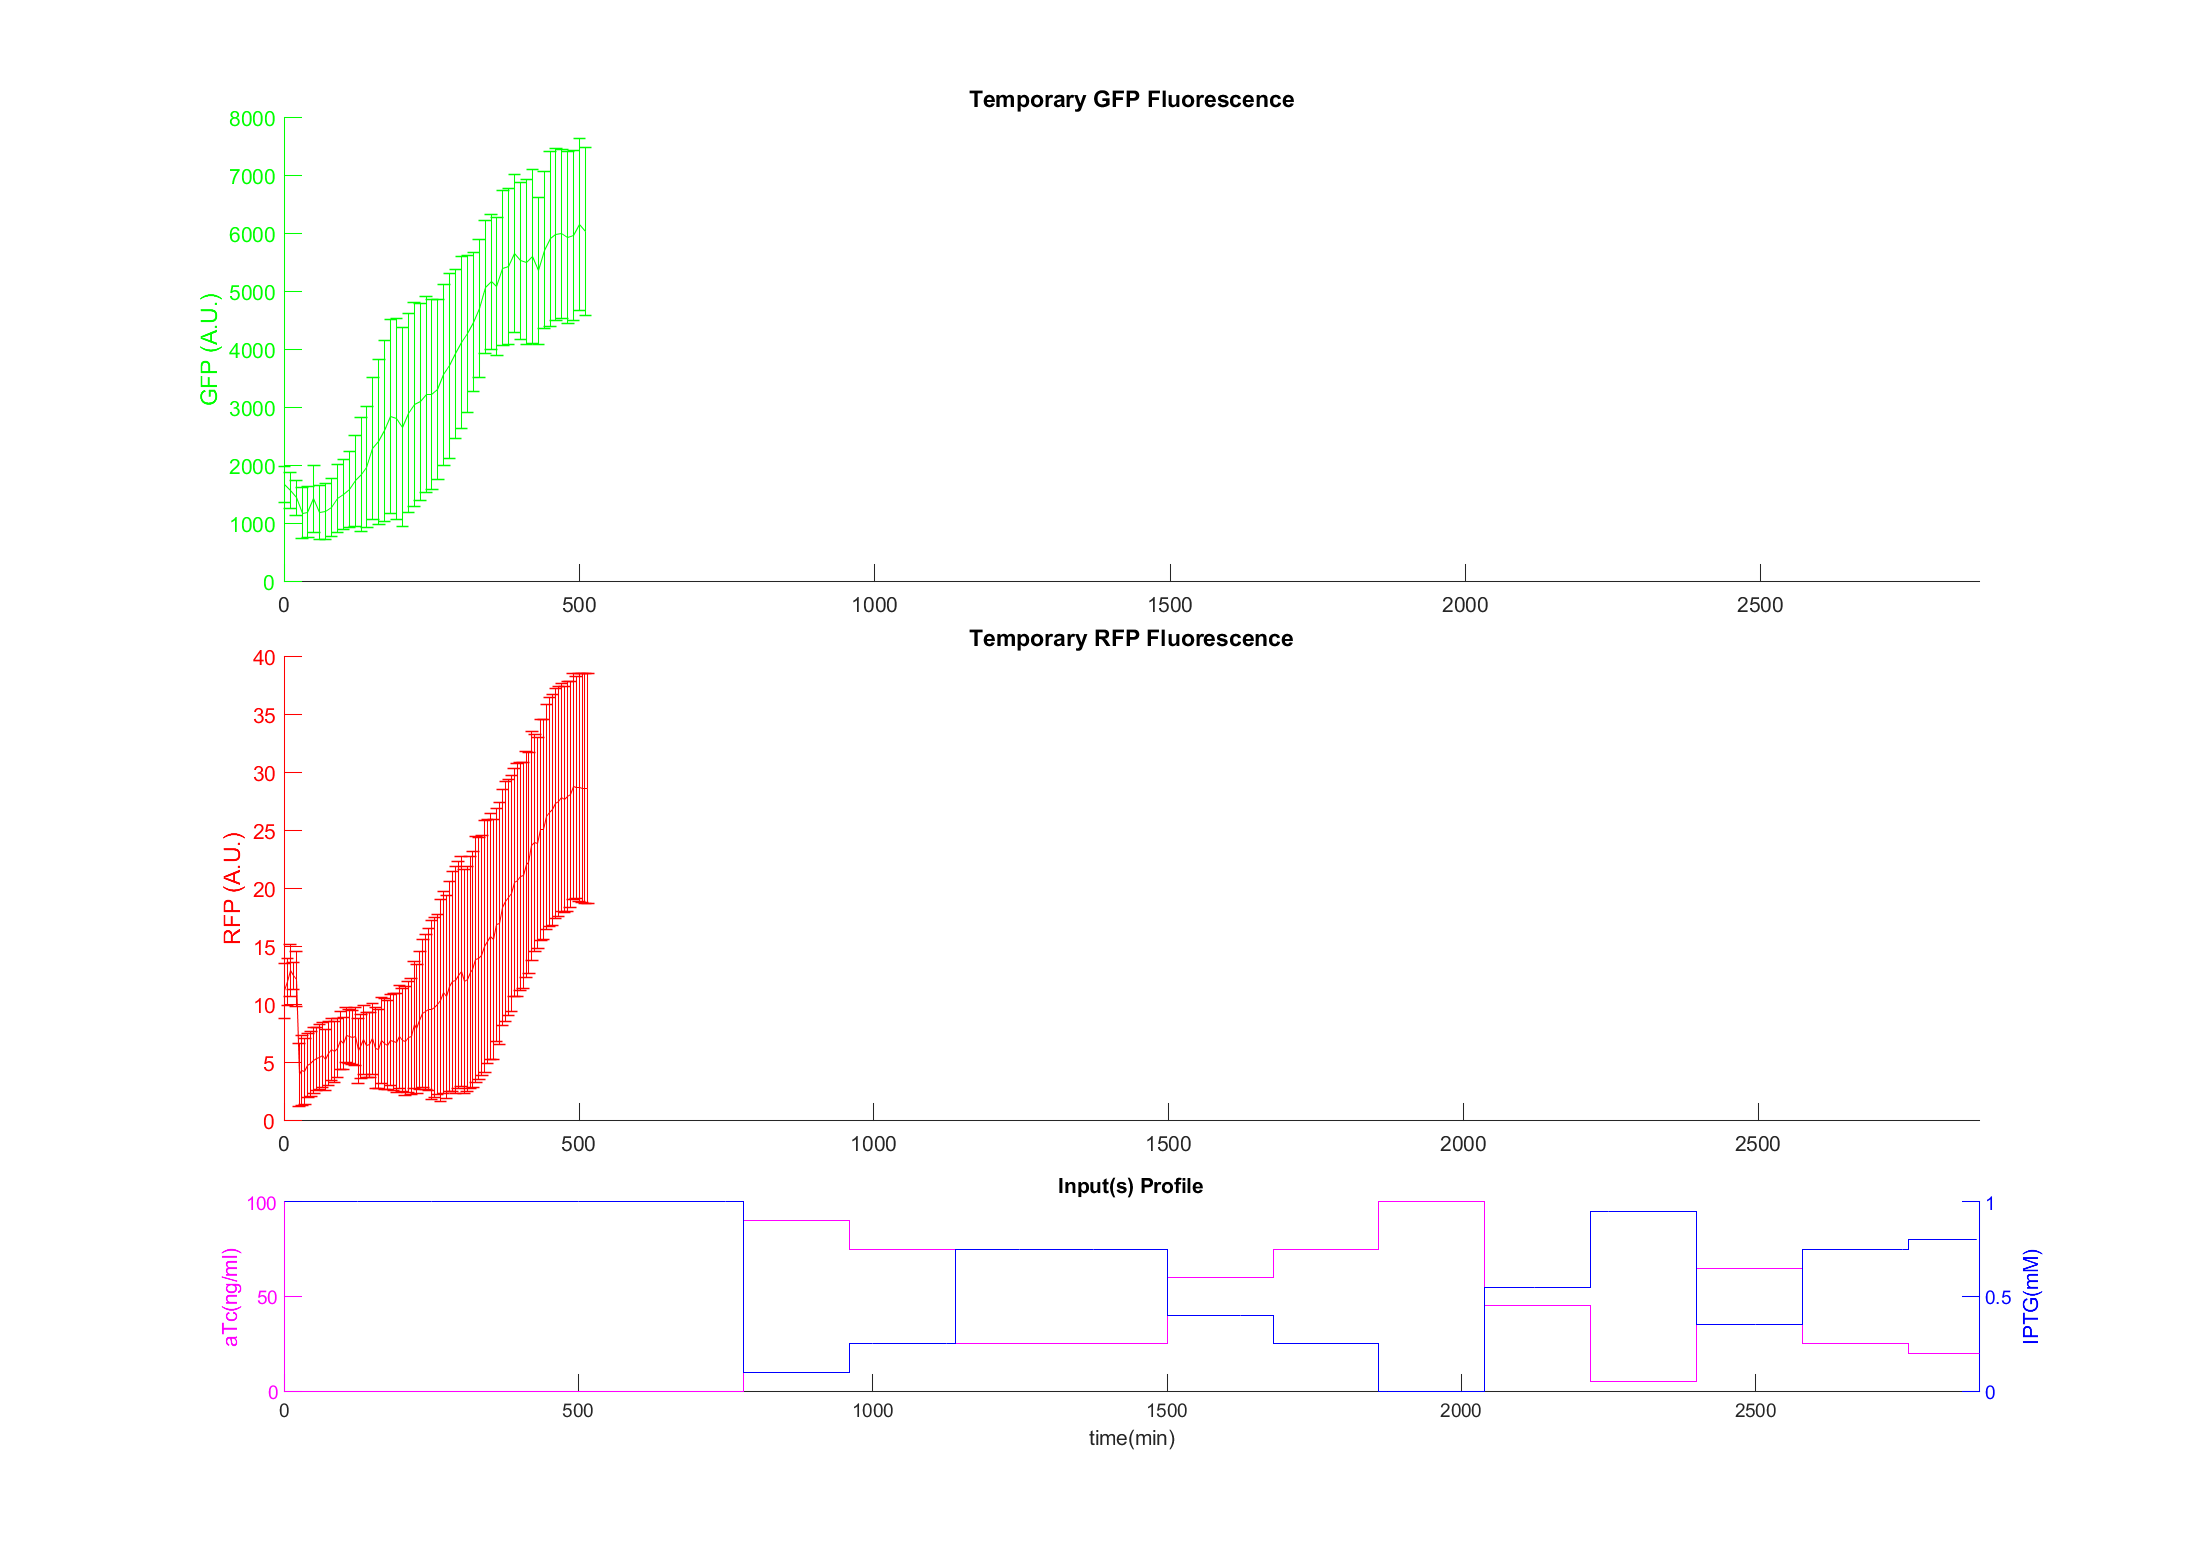 Temporary GFP Fluorescence
8000
7000
6000
5000
4000
3000
2000
1000
0
GFP (A.U.)
0 500 1000 1500 2000 2500
Temporary RFP Fluorescence
40
35
30
25
20
15
10
5
0
RFP (A.U.)
0 500 1000 1500 2000 2500
Input(s) Profile
100
50
0
aTc(ng/ml)
1
0.5
0
IPTG(mM)
0 500 1000 1500 2000 2500
time(min)